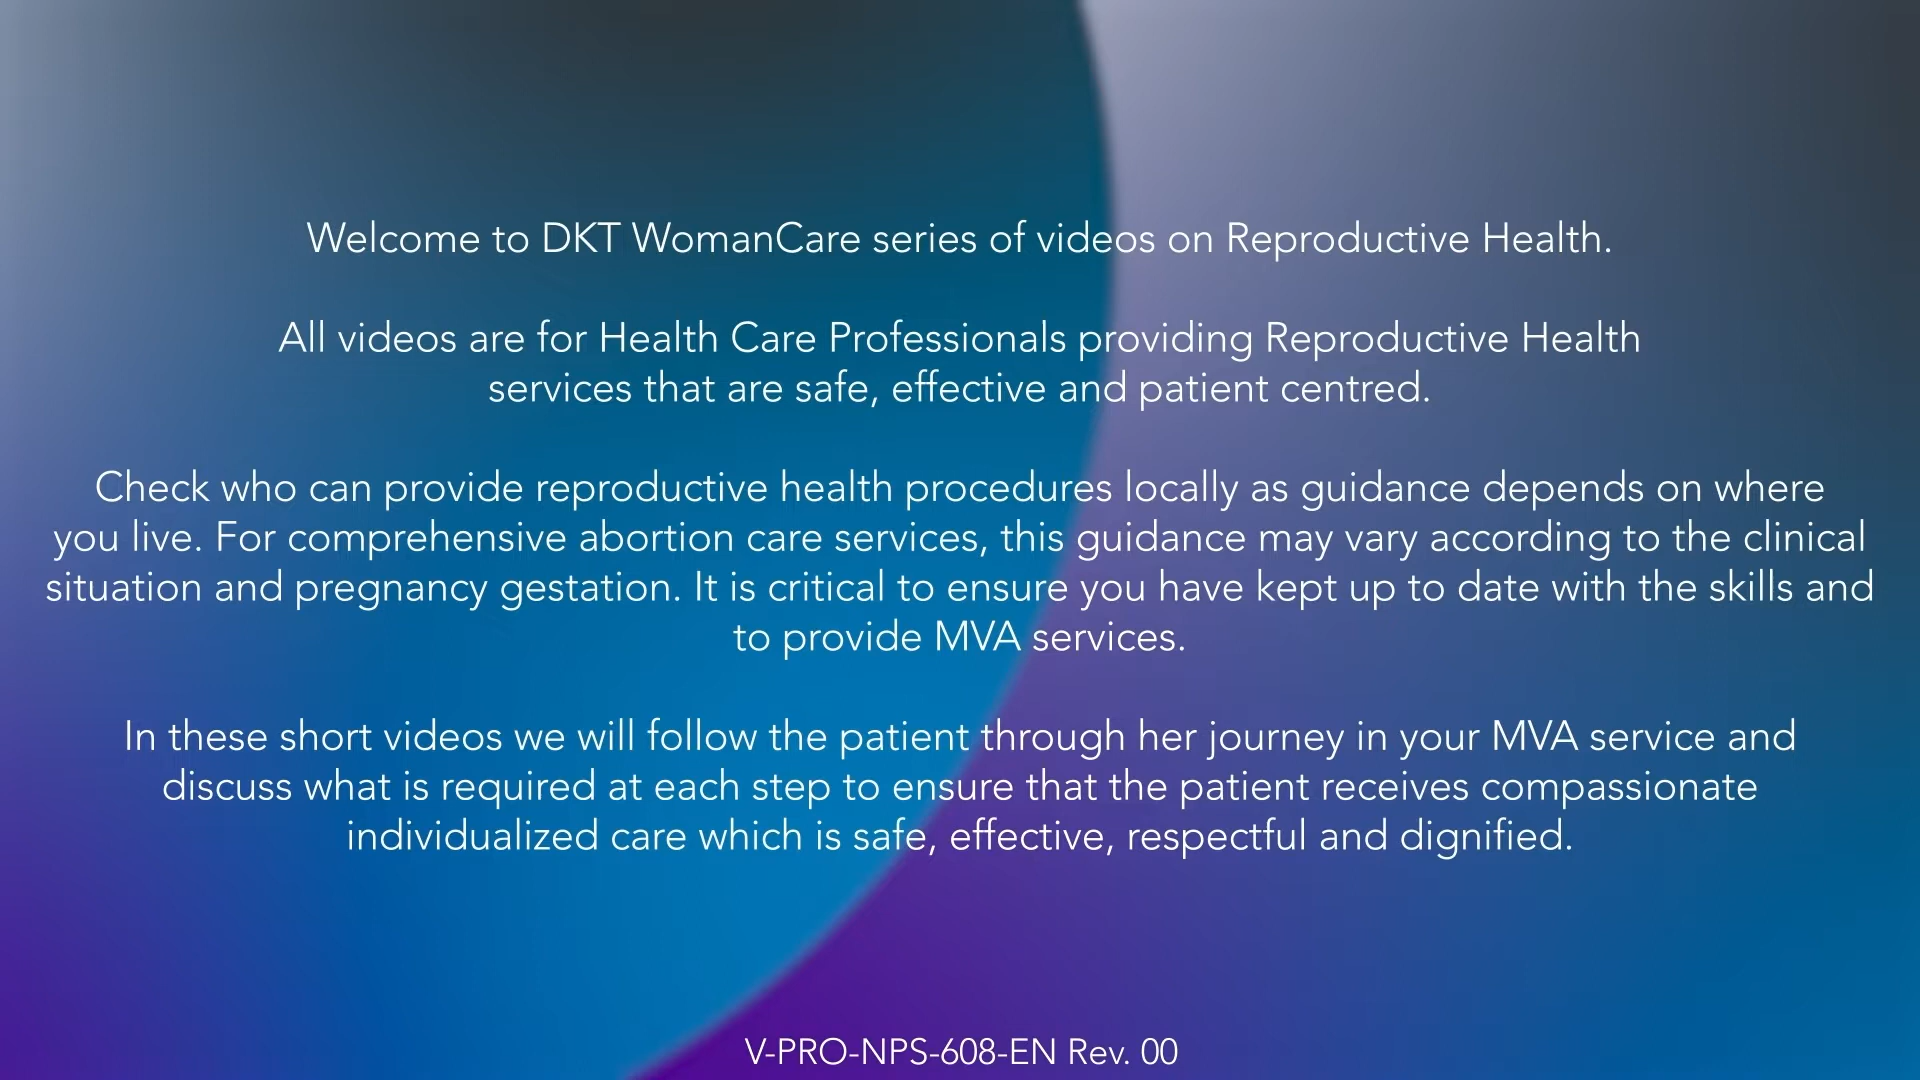 Welcome to DKT WomanCare series of videos on Reproductive Health.
All videos are for Health Care Professionals providing Reproductive Health
services that are safe, effective and patient centred.
Check who can provide reproductive health procedures locally as guidance depends on where
you live. For comprehensive abortion care services, this guidance may vary according to the clinical
situation and pregnancy gestation. It is critical to ensure you have kept up to date with the skills and
to provide MVA services.
In these short videos we will follow the patient through her journey in your MVA service and
discuss what is required at each step to ensure that the patient receives compassionate
individualized care which is safe, effective, respectful and dignified.
V-PRO-NPS-608-EN Rev. 00